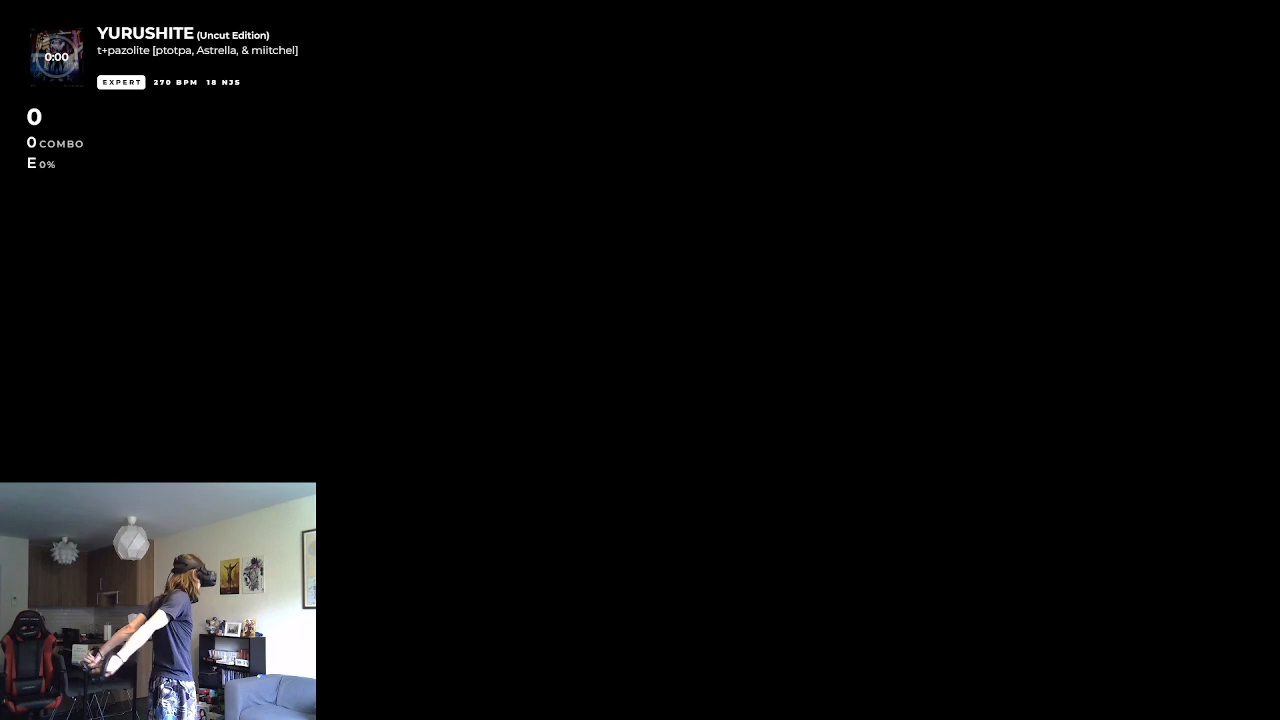 YURUSHITE (Uncut Edition)
t+pazolite [ptotpa, Astrella, & miitchel]
0:00
EXPERT 270 BPM 18 NJS
0
0 COMBO
E 0%